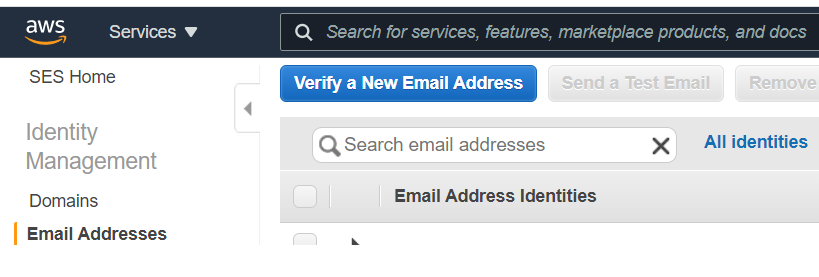 aws Services Search for services, features, marketplace products, and docs
SES Home
Verify a New Email Address Send a Test Email Remove
Identity
Management
Search email addresses All identities
Domains
Email Address Identities
Email Addresses